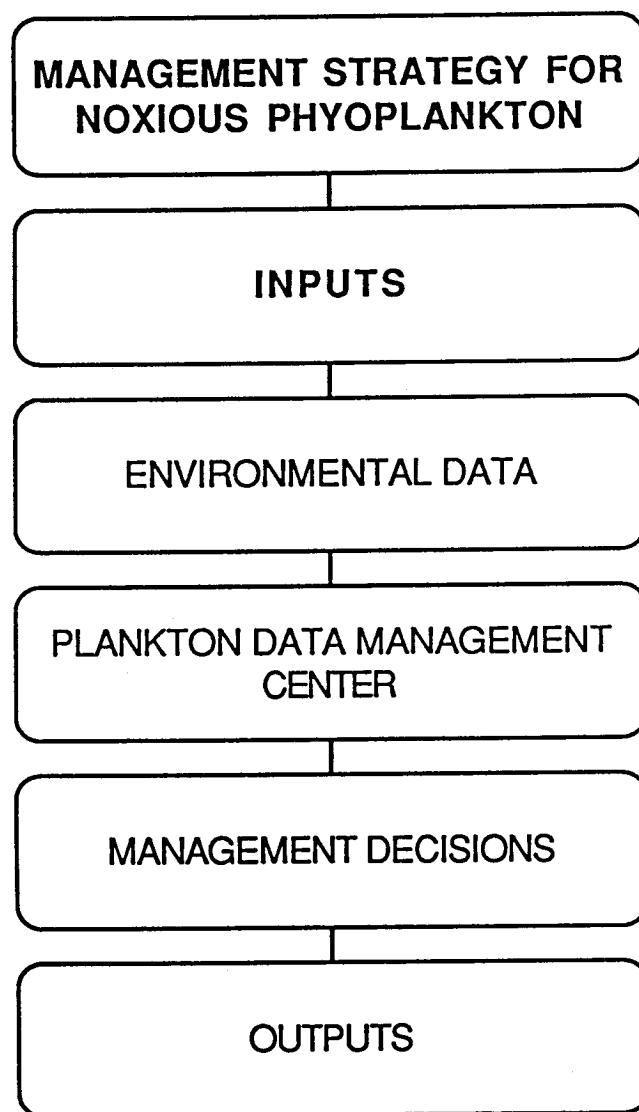 MANAGEMENT STRATEGY FOR
NOXIOUS PHYOPLANKTON
INPUTS
ENVIRONMENTAL DATA
PLANKTON DATA MANAGEMENT
CENTER
MANAGEMENT DECISIONS
OUTPUTS